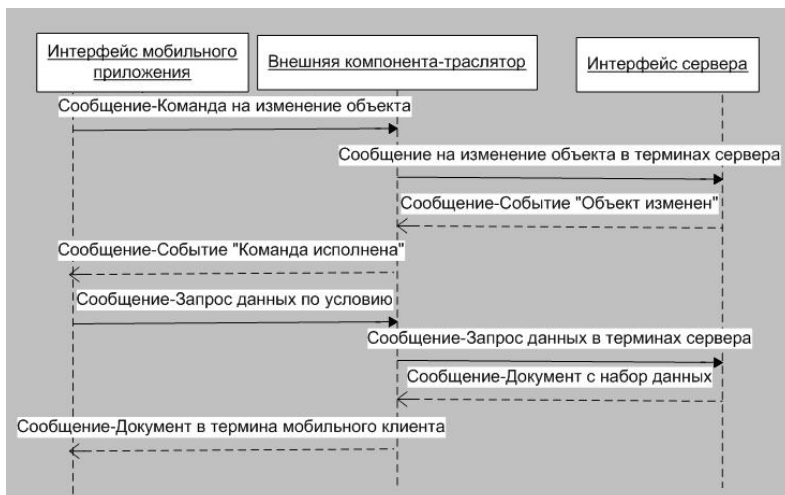 Интерфейс мобильного
приложения
Внешняя компонента-траслятор
Интерфейс сервера
Сообщение-Команда на изменение объекта
Сообщение на изменение объекта в терминах сервера
Сообщение-Событие "Объект изменен"
Сообщение-Событие "Команда исполнена"
Сообщение-Запрос данных по условию
Сообщение-Запрос данных в терминах сервера
Сообщение-Документ с набор данных
Сообщение-Документ в термина мобильного клиента